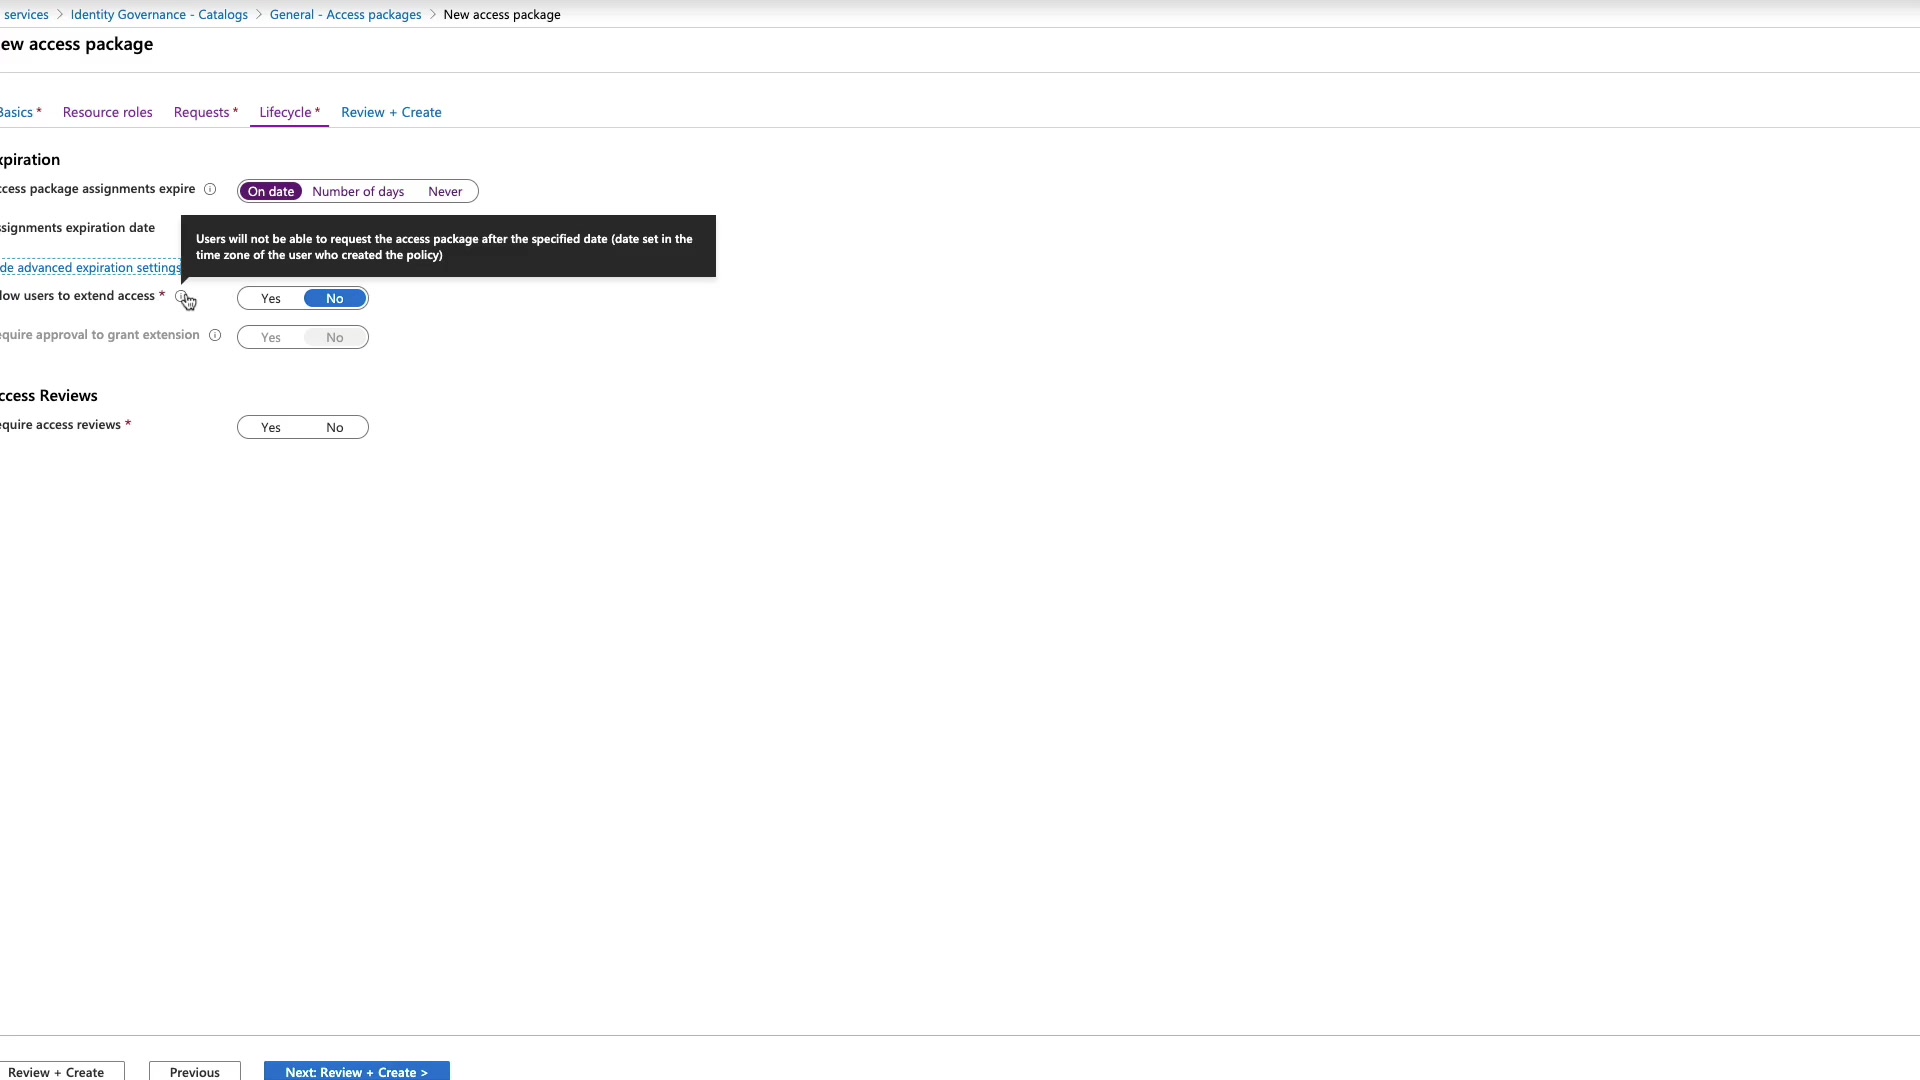 services > Identity Governance - Catalogs > General - Access packages > New access package
ew access package
Basics * Resource roles Requests * Lifecycle * Review + Create
xpiration
ccess package assignments expire On date Number of days Never
ssignments expiration date
Users will not be able to request the access package after the specified date (date set in the
time zone of the user who created the policy)
de advanced expiration settings
low users to extend access * Yes No
equire approval to grant extension Yes No
ccess Reviews
equire access reviews * Yes No
Review + Create Previous Next: Review + Create >